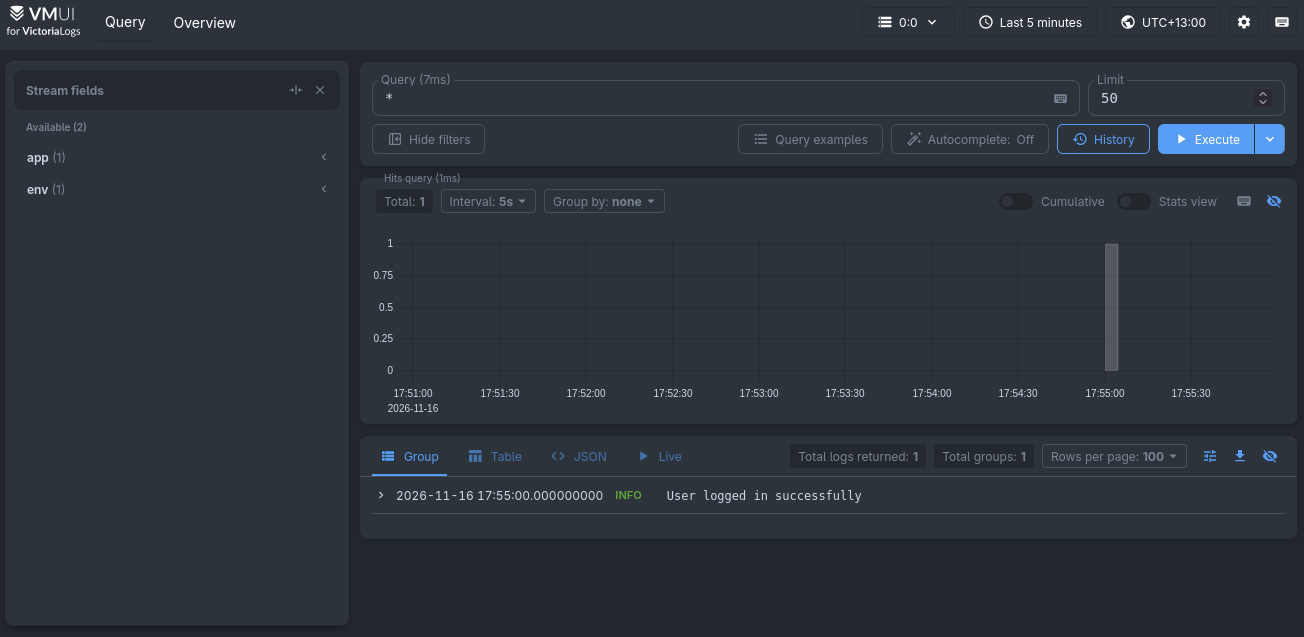 VMUI
for VictoriaLogs
Query Overview
0:0 Last 5 minutes UTC+13:00
Stream fields
Available (2)
app (1)
env (1)
Query (7ms)
*
Limit
50
Hide filters Query examples Autocomplete: Off History Execute
Hits query (1ms)
Total: 1 Interval: 5s Group by: none Cumulative Stats view
1
0.75
0.5
0.25
0
17:51:00 17:51:30 17:52:00 17:52:30 17:53:00 17:53:30 17:54:00 17:54:30 17:55:00 17:55:30
2026-11-16
Group Table JSON Live Total logs returned: 1 Total groups: 1 Rows per page: 100
2026-11-16 17:55:00.000000000 INFO User logged in successfully